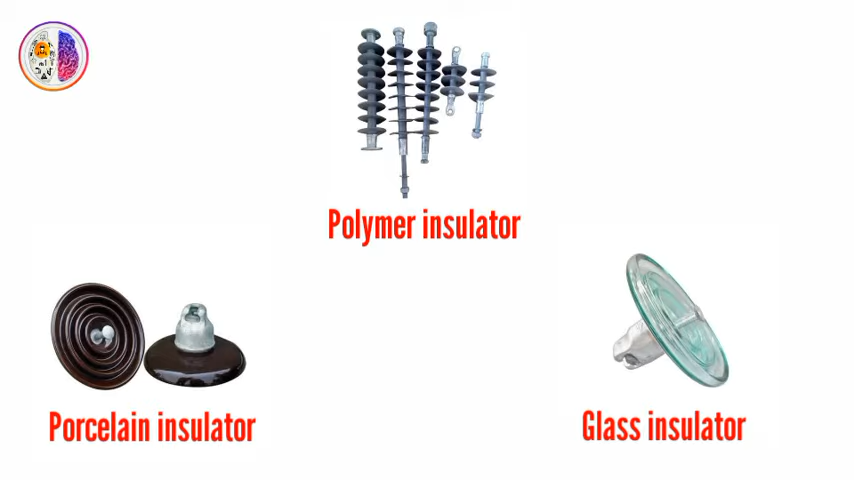 Polymer insulator
Porcelain insulator
Glass insulator